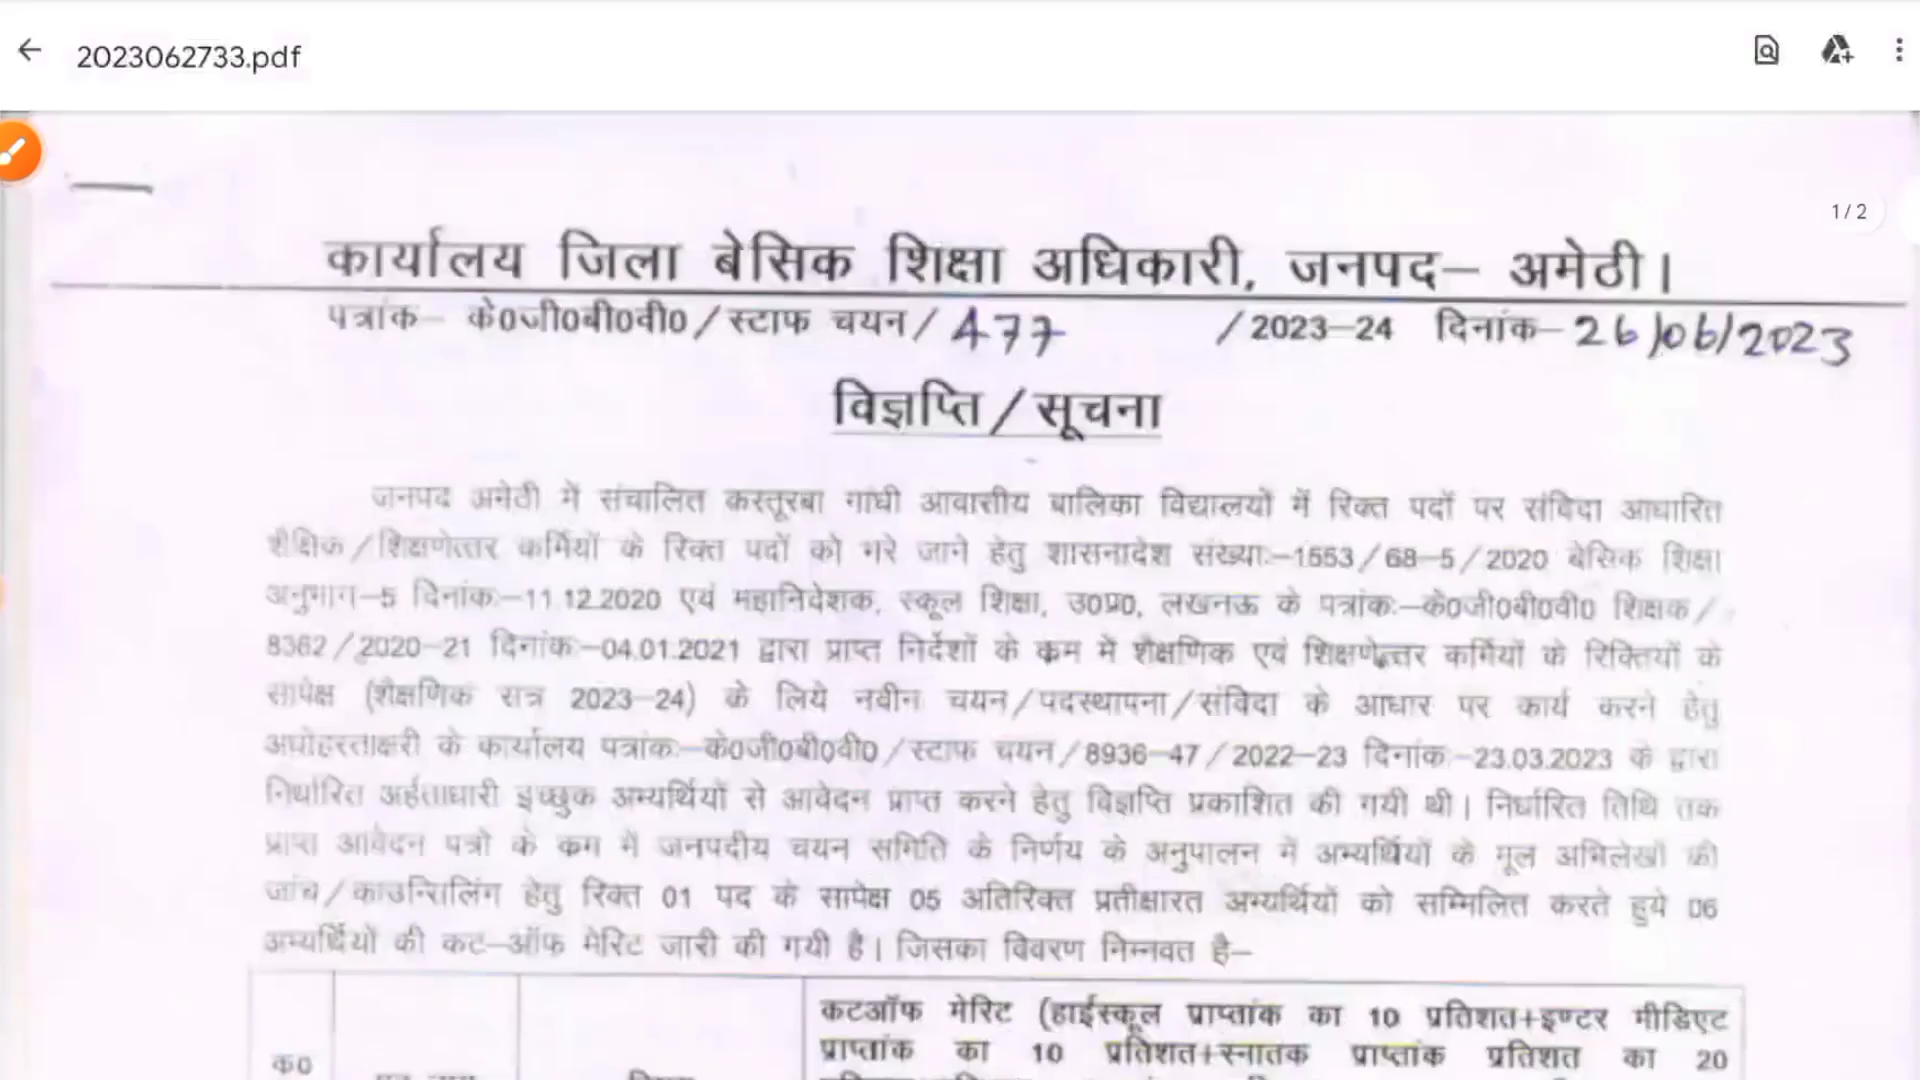 2023062733.pdf
1/2
कार्यालय जिला बेसिक शिक्षा अधिकारी, जनपद– अमेठी।
पत्रांक– के0जी0बी0वी0/स्टाफ चयन/ 477 /2023–24 दिनांक– 26/06/2023
विज्ञप्ति/सूचना
जनपद अमेठी में संचालित कस्तूरबा गांधी आवासीय बालिका विद्यालयों में रिक्त पदों पर संविदा आधारित
शैक्षिक/शिक्षणेत्तर कर्मियों के रिक्त पदों को भरे जाने हेतु शासनादेश संख्याः–1553/68–5/2020 बेसिक शिक्षा
अनुभाग–5 दिनांकः–11.12.2020 एवं महानिदेशक, स्कूल शिक्षा, उ0प्र0, लखनऊ के पत्रांकः–के0जी0बी0वी0 शिक्षक/
8362/2020–21 दिनांकः–04.01.2021 द्वारा प्राप्त निर्देशों के कम में शैक्षणिक एवं शिक्षणेत्तर कर्मियों के रिक्तियों के
सापेक्ष (शैक्षणिक सत्र 2023–24) के लिये नवीन चयन/पदस्थापना/संविदा के आधार पर कार्य करने हेतु
अधोहस्ताक्षरी के कार्यालय पत्रांकः–के0जी0बी0वी0/स्टाफ चयन/8936–47/2022–23 दिनांकः–23.03.2023 के द्वारा
निर्धारित अर्हताधारी इच्छुक अभ्यर्थियों से आवेदन प्राप्त करने हेतु विज्ञप्ति प्रकाशित की गयी थी। निर्धारित तिथि तक
प्राप्त आवेदन पत्रो के कम में जनपदीय चयन समिति के निर्णय के अनुपालन में अभ्यर्थियों के मूल अभिलेखों की
जांच/काउन्सिलिंग हेतु रिक्त 01 पद के सापेक्ष 05 अतिरिक्त प्रतीक्षारत अभ्यर्थियों को सम्मिलित करते हुये 06
अभ्यर्थियों की कट–ऑफ मेरिट जारी की गयी है। जिसका विवरण निम्नवत है–
कटऑफ मेरिट (हाईस्कूल प्राप्तांक का 10 प्रतिशत+इण्टर मीडिएट
प्राप्तांक का 10 प्रतिशत+स्नातक प्राप्तांक प्रतिशत का 20
क0